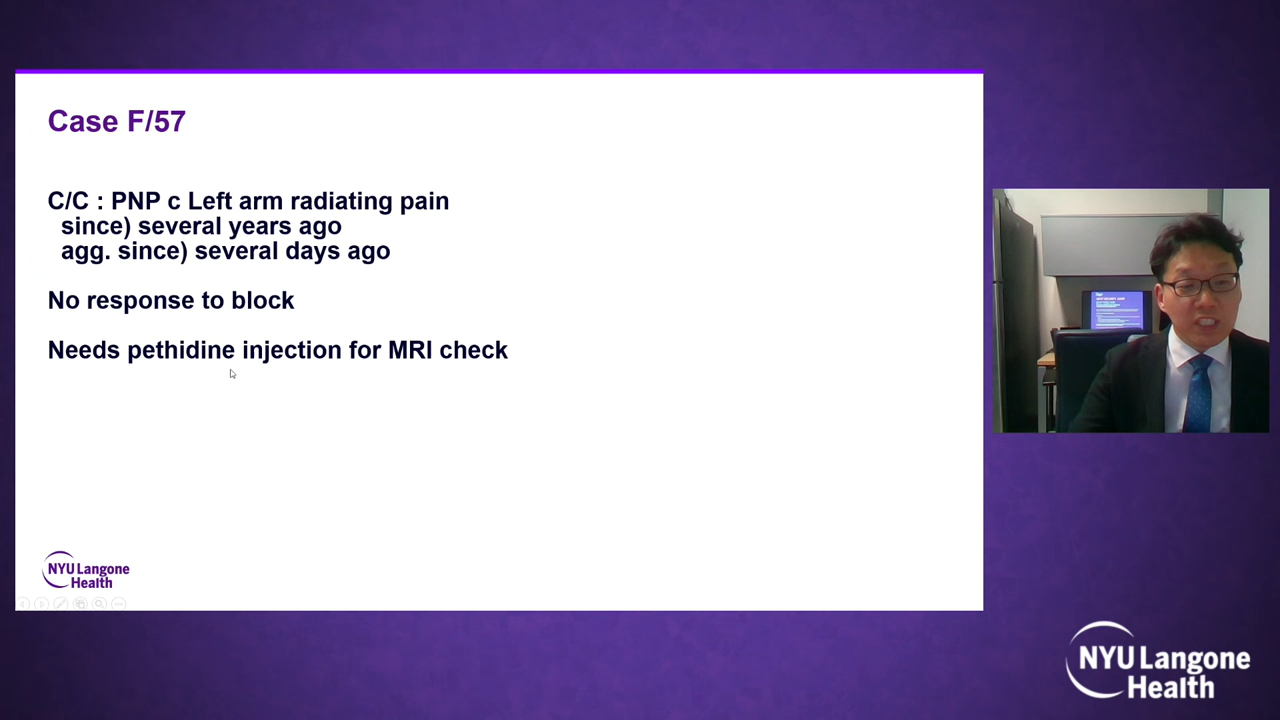 Case F/57
C/C : PNP c Left arm radiating pain
since) several years ago
agg. since) several days ago
No response to block
Needs pethidine injection for MRI check
NYU Langone
Health
NYU Langone
Health